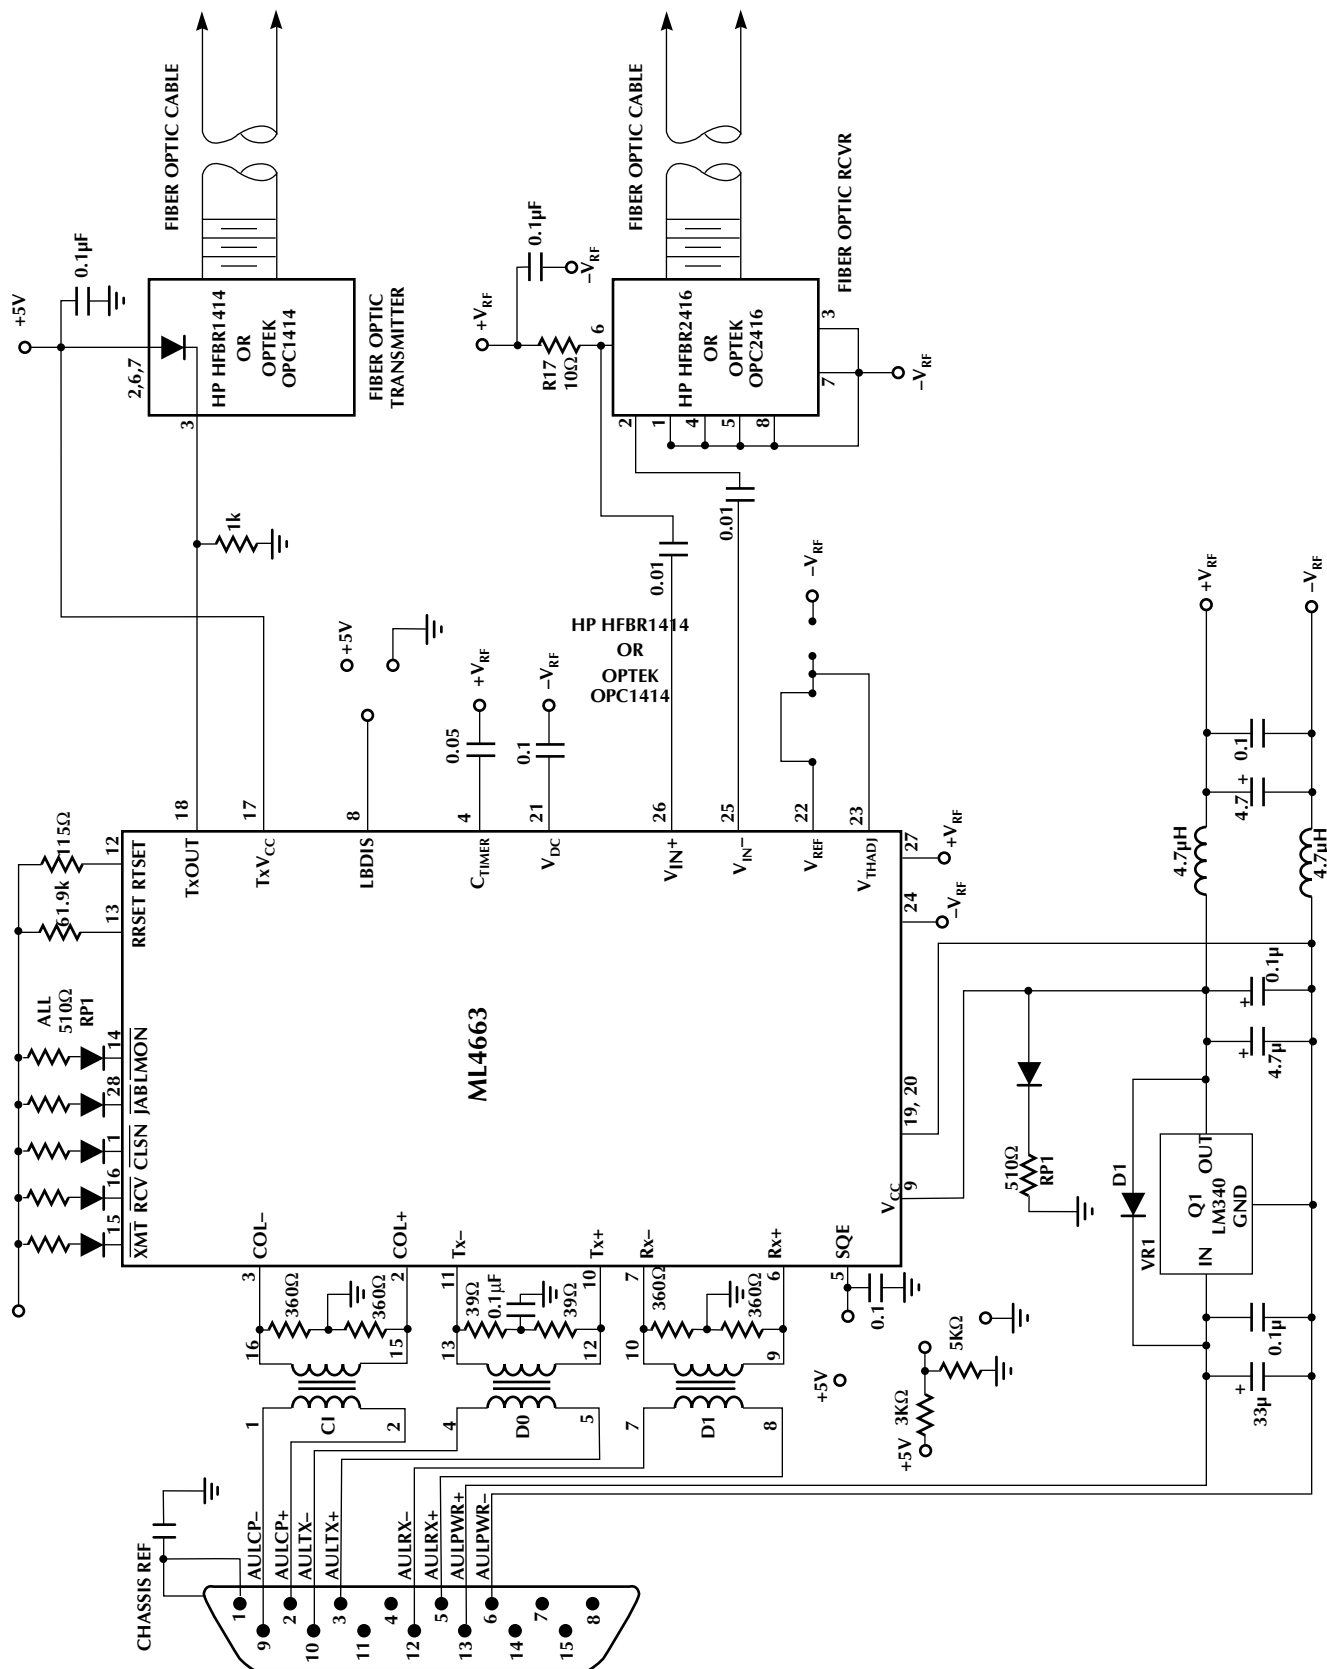 CHASSIS REF
1
2
3
4
5
6
7
8
9
10
11
12
13
14
15
AULCP–
AULCP+
AULTX–
AULTX+
AULRX–
AULRX+
AULPWR+
AULPWR–
1
2
CI
16
15
4
5
D0
13
12
7
8
D1
10
9
360Ω
360Ω
39Ω
0.1µF
39Ω
360Ω
360Ω
3
COL–
2
COL+
11
Tx–
10
Tx+
7
Rx–
6
Rx+
5
SQE
0.1
+5V
+5V
3KΩ
5KΩ
ML4663
15
XMT
16
RCV
1
CLSN
28
JABLMON
14
ALL
510Ω
RP1
13
RRSET
61.9k
12
RTSET
115Ω
18
TxOUT
17
TxVCC
8
LBDIS
+5V
4
CTIMER
0.05
+VRF
21
VDC
0.1
–VRF
26
VIN+
0.01
25
VIN–
0.01
22
VREF
23
VTHADJ
–VRF
27
+VRF
24
–VRF
19, 20
VCC
9
510Ω
RP1
1k
+5V
0.1µF
2,6,7
3
HP HFBR1414
OR
OPTEK
OPC1414
FIBER OPTIC
TRANSMITTER
FIBER OPTIC CABLE
HP HFBR1414
OR
OPTEK
OPC1414
+VRF
0.1µF
–VRF
R17
10Ω
6
2
1
4
5
8
7
3
HP HFBR2416
OR
OPTEK
OPC2416
–VRF
FIBER OPTIC RCVR
FIBER OPTIC CABLE
33µ
+
0.1µ
VR1
D1
IN
Q1
LM340
GND
OUT
4.7µ
+
0.1µ
+
4.7µH
4.7µH
4.7
+
0.1
+VRF
–VRF